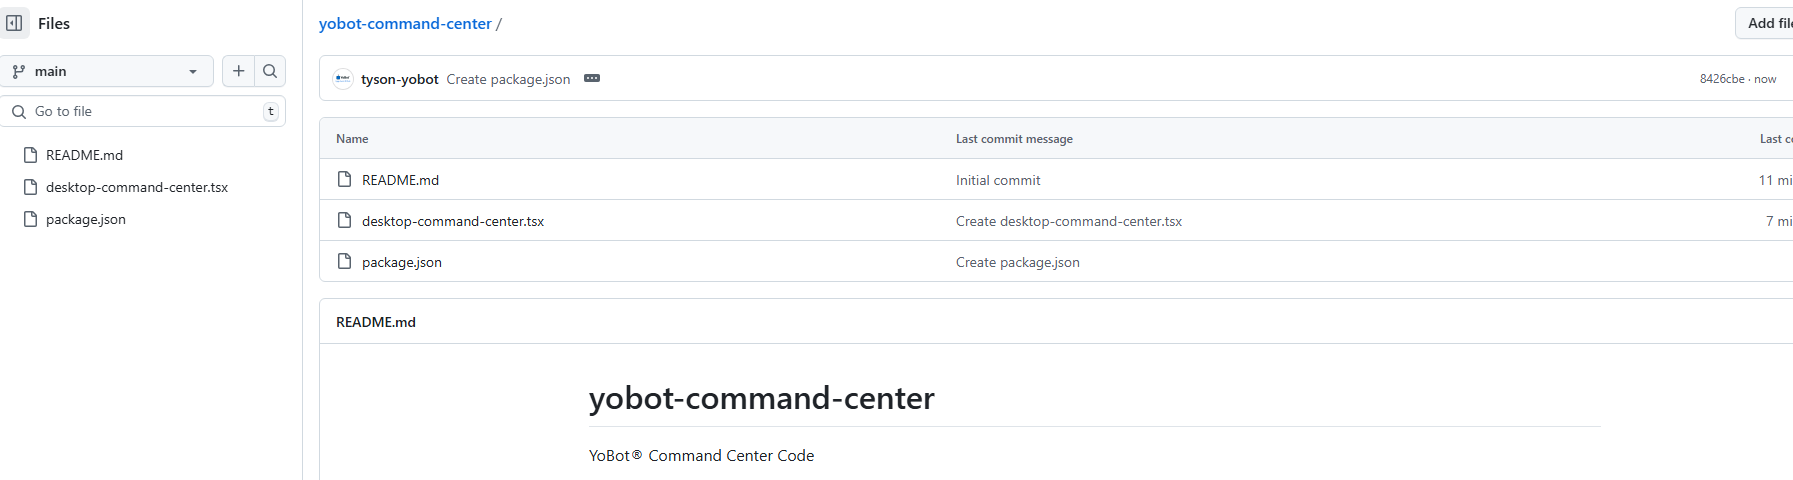 Files
main
Go to file
t
README.md
desktop-command-center.tsx
package.json
yobot-command-center /
Add file
tyson-yobot Create package.json
8426cbe · now
Name Last commit message Last c
README.md Initial commit 11 mi
desktop-command-center.tsx Create desktop-command-center.tsx 7 mi
package.json Create package.json
README.md
yobot-command-center
YoBot® Command Center Code